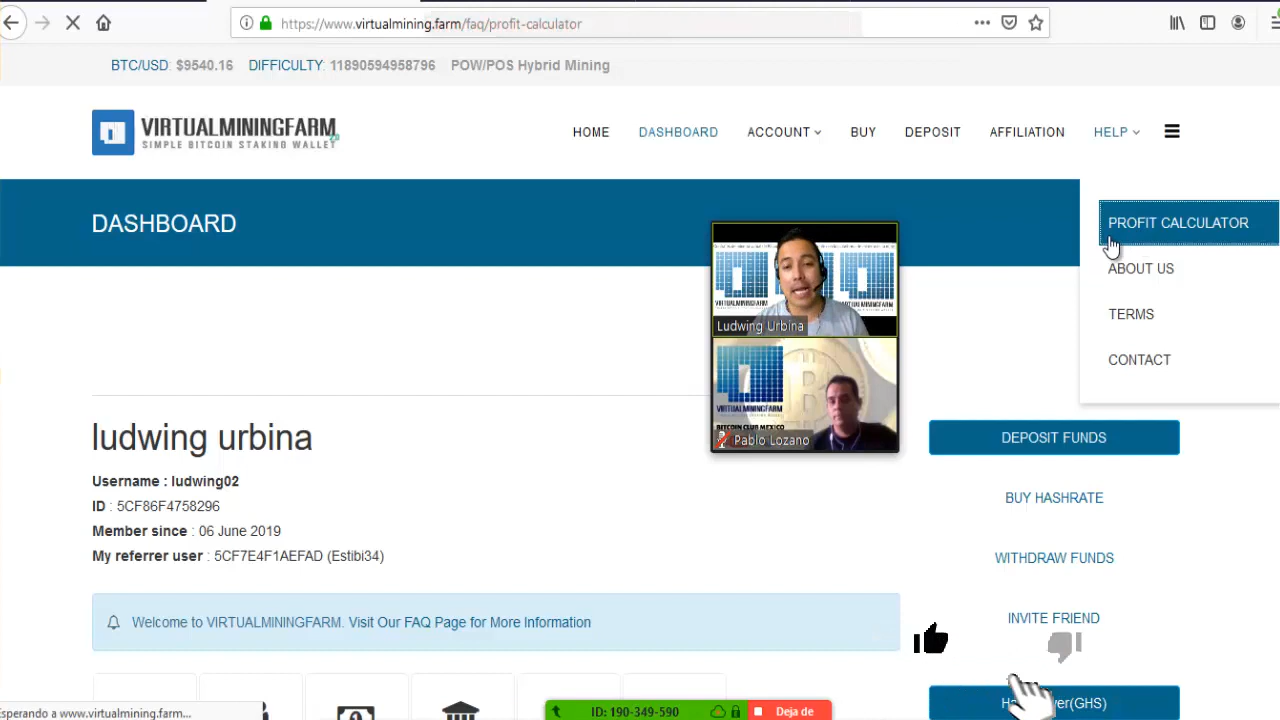 https://www.virtualmining.farm/faq/profit-calculator
BTC/USD: $9540.16 DIFFICULTY: 11890594958796 POW/POS Hybrid Mining
VIRTUALMININGFARM
SIMPLE BITCOIN STAKING WALLET
HOME DASHBOARD ACCOUNT BUY DEPOSIT AFFILIATION HELP
DASHBOARD
PROFIT CALCULATOR
ABOUT US
TERMS
CONTACT
Ludwing Urbina
VIRTUALMININGFARM
BITCOIN CLUB MEXICO
Pablo Lozano
ludwing urbina
Username : ludwing02
ID : 5CF86F4758296
Member since : 06 June 2019
My referrer user : 5CF7E4F1AEFAD (Estibi34)
DEPOSIT FUNDS
BUY HASHRATE
WITHDRAW FUNDS
INVITE FRIEND
Welcome to VIRTUALMININGFARM. Visit Our FAQ Page for More Information
Esperando a www.virtualmining.farm...
ID: 190-349-590 Deja de